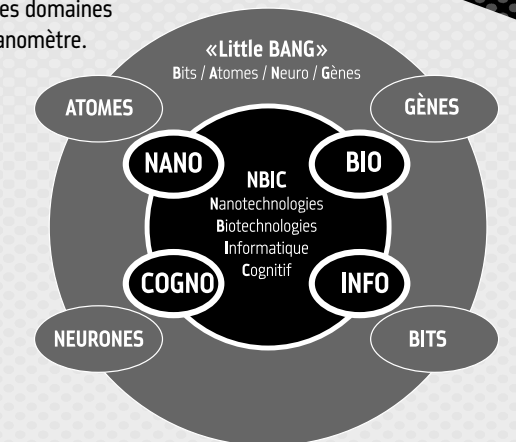 es domaines
anomètre.
«Little BANG»
Bits / Atomes / Neuro / Gènes
ATOMES
GÈNES
NANO
BIO
NBIC
Nanotechnologies
Biotechnologies
Informatique
Cognitif
COGNO
INFO
NEURONES
BITS